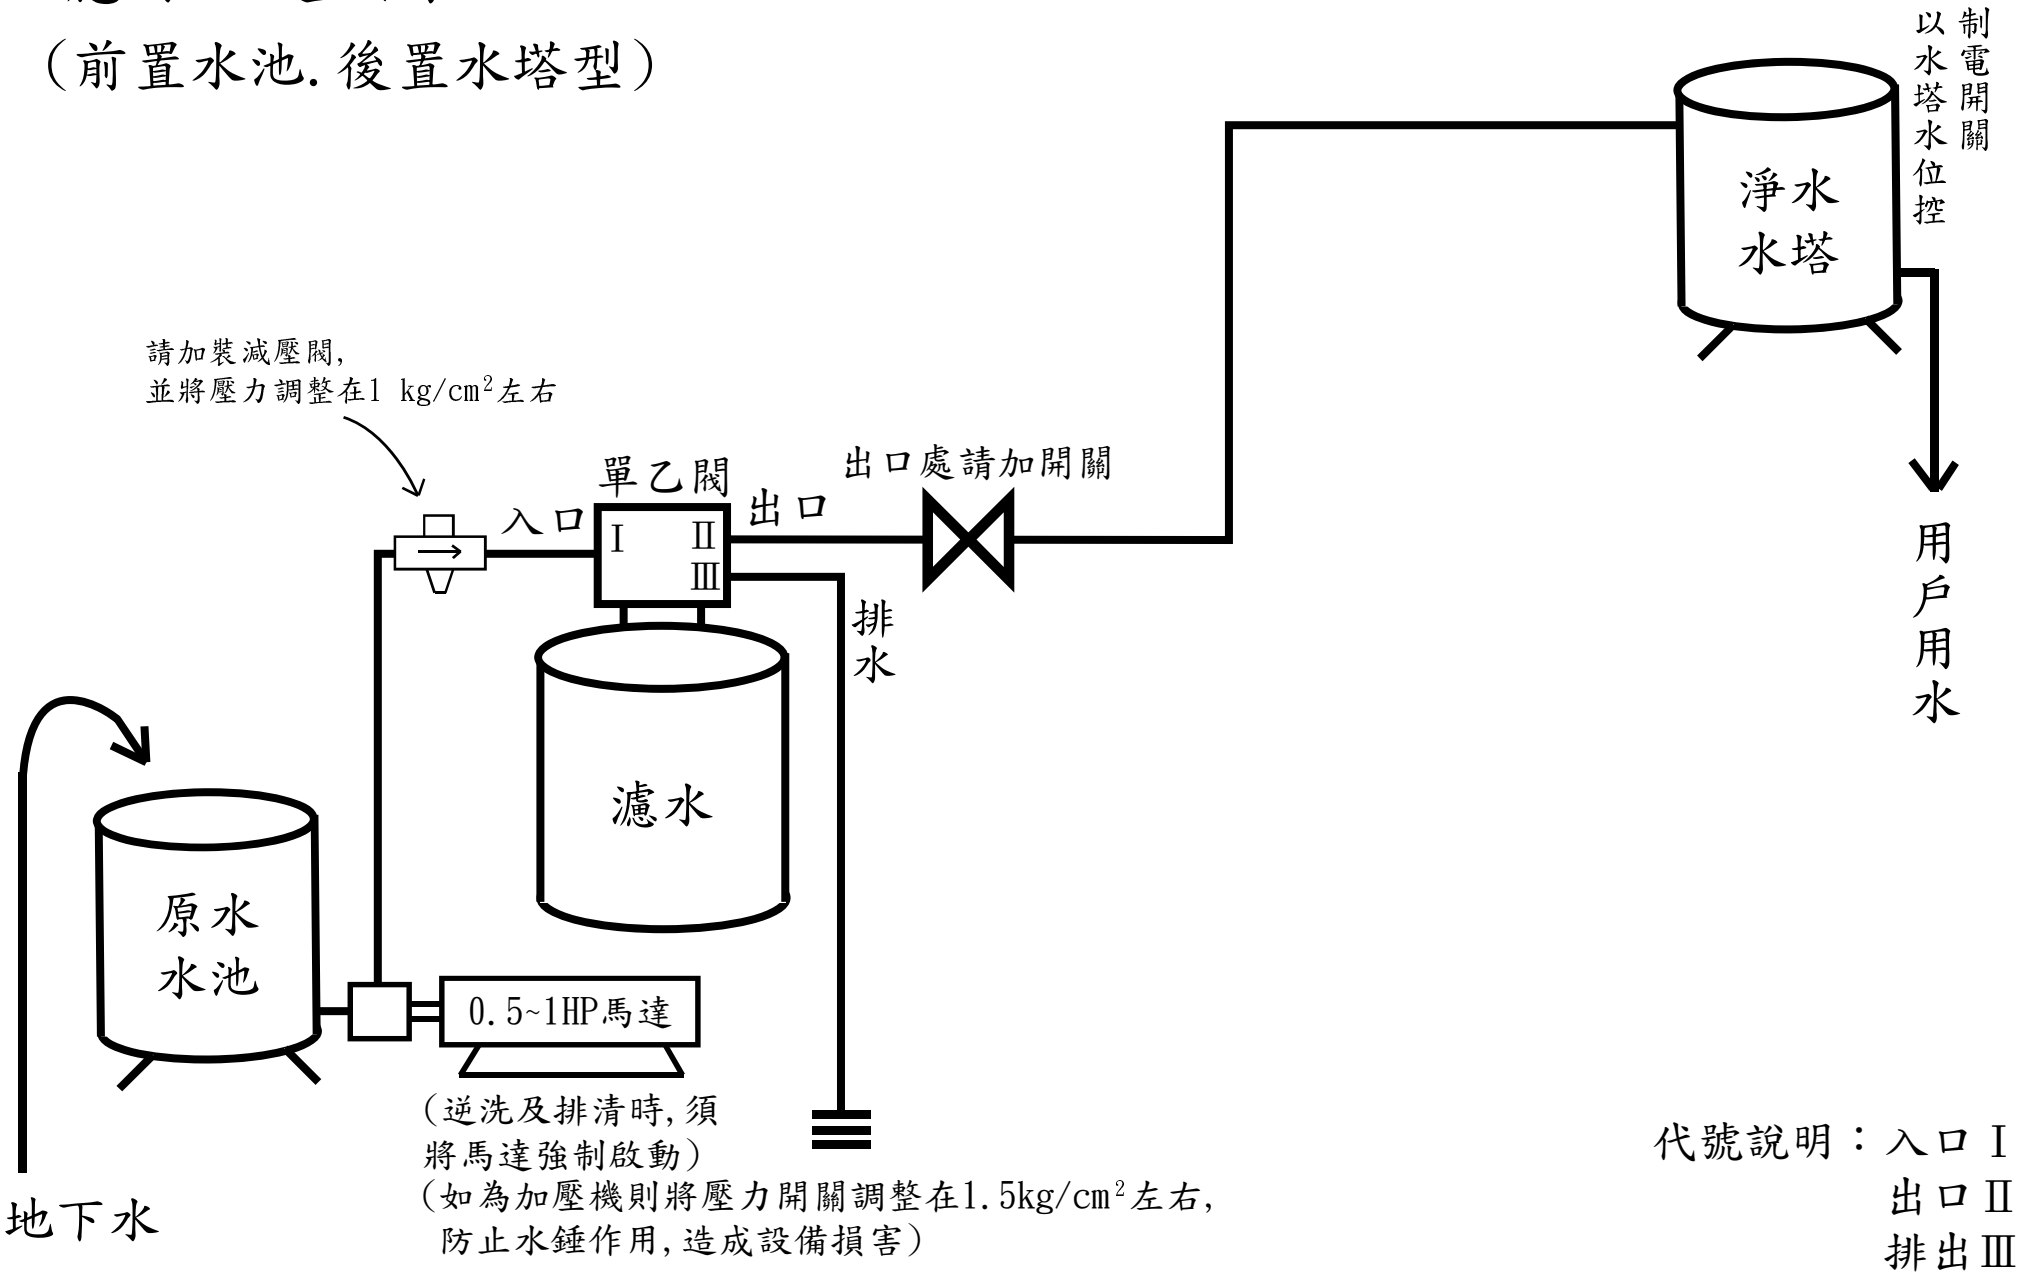 (前置水池.後置水塔型)
以水塔水位控
制電開關
淨水
水塔
請加裝減壓閥,
並將壓力調整在1 kg/cm²左右
單乙閥
出口處請加開關
入口
出口
Ⅰ
Ⅱ
Ⅲ
排水
用戶用水
濾水
原水
水池
0.5~1HP馬達
(逆洗及排清時,須
將馬達強制啟動)
(如為加壓機則將壓力開關調整在1.5kg/cm²左右,
防止水錘作用,造成設備損害)
地下水
代號說明：入口Ⅰ
出口Ⅱ
排出Ⅲ